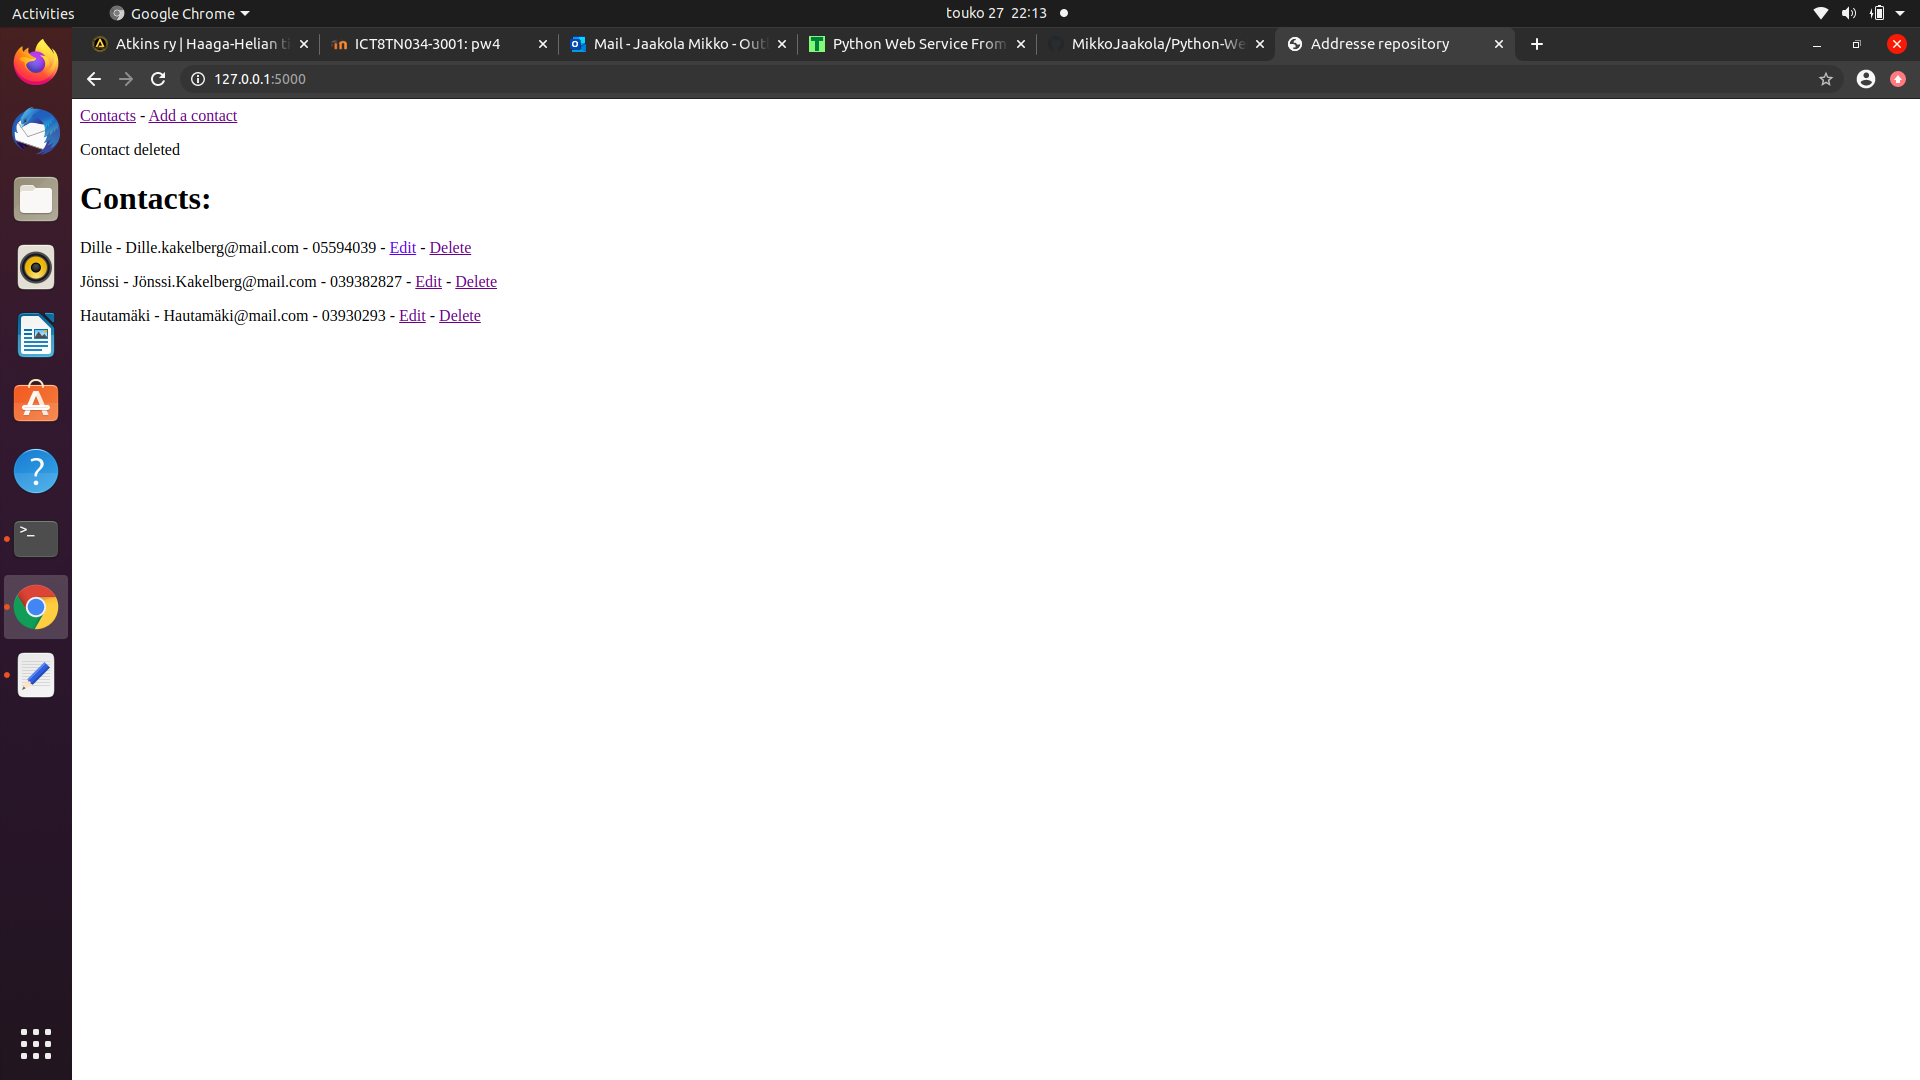 Activities
Google Chrome
touko 27 22:13
Atkins ry | Haaga-Helian ti
ICT8TN034-3001: pw4
Mail - Jaakola Mikko - Outl
Python Web Service From
MikkoJaakola/Python-We
Addresse repository
127.0.0.1:5000
Contacts - Add a contact
Contact deleted
Contacts:
Dille - Dille.kakelberg@mail.com - 05594039 - Edit - Delete
Jönssi - Jönssi.Kakelberg@mail.com - 039382827 - Edit - Delete
Hautamäki - Hautamäki@mail.com - 03930293 - Edit - Delete